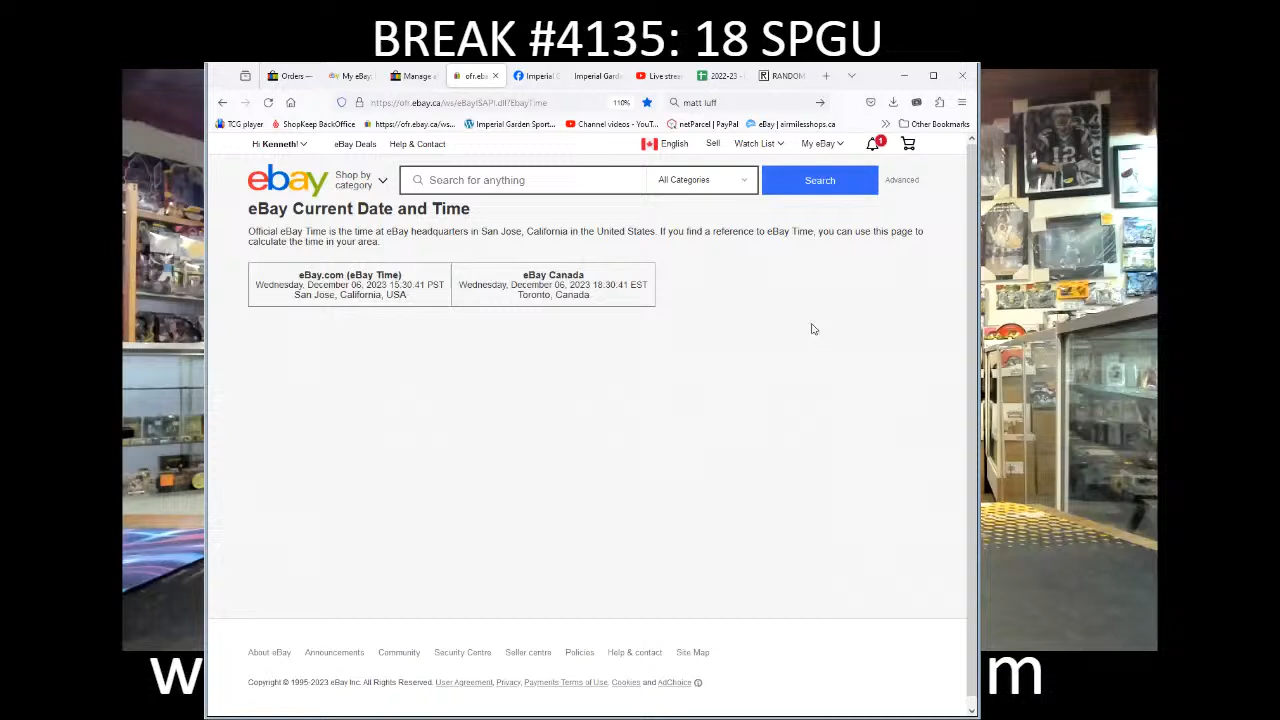 BREAK #4135: 18 SPGU
Orders —
My eBay:
Manage e
ofr.eba
Imperial G
Imperial Gard
Live strea
2022-23 -
RANDOM
https://ofr.ebay.ca/ws/eBayISAPI.dll?EbayTime
110%
matt luff
TCG player
ShopKeep BackOffice
https://ofr.ebay.ca/ws...
Imperial Garden Sport...
Channel videos - YouT...
netParcel | PayPal
eBay | airmilesshops.ca
Other Bookmarks
Hi Kenneth!
eBay Deals
Help & Contact
English
Sell
Watch List
My eBay
1
ebay
Shop by category
Search for anything
All Categories
Search
Advanced
eBay Current Date and Time
Official eBay Time is the time at eBay headquarters in San Jose, California in the United States. If you find a reference to eBay Time, you can use this page to
calculate the time in your area.
eBay.com (eBay Time)
Wednesday, December 06, 2023 15:30:41 PST
San Jose, California, USA
eBay Canada
Wednesday, December 06, 2023 18:30:41 EST
Toronto, Canada
About eBay
Announcements
Community
Security Centre
Seller centre
Policies
Help & contact
Site Map
Copyright © 1995-2023 eBay Inc. All Rights Reserved. User Agreement, Privacy, Payments Terms of Use, Cookies and AdChoice
w
m